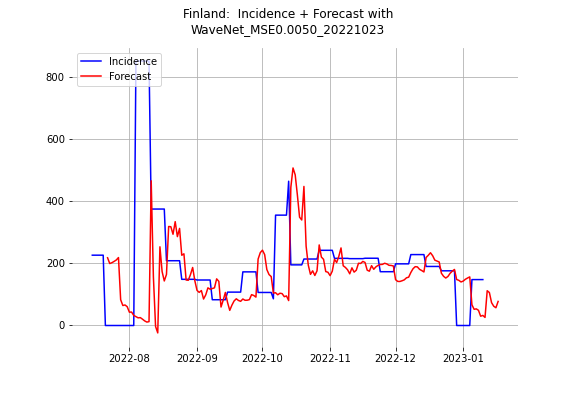 Finland:  Incidence + Forecast with
WaveNet_MSE0.0050_20221023
Incidence
Forecast
800
600
400
200
0
2022-08
2022-09
2022-10
2022-11
2022-12
2023-01